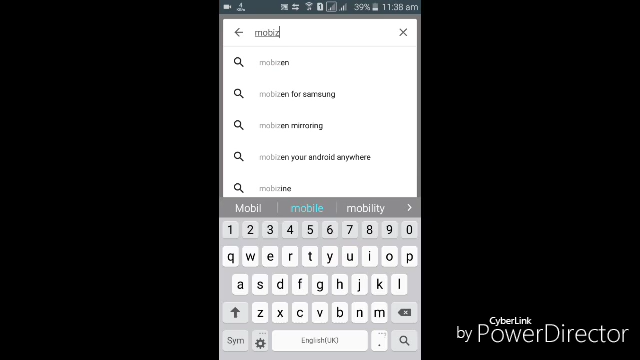 39% 11:38 am
mobiz
mobizen
mobizen for samsung
mobizen mirroring
mobizen your android anywhere
mobizine
Mobil mobile mobility
1 2 3 4 5 6 7 8 9 0
q w e r t y u i o p
a s d f g h j k l
z x c v b n m
Sym English(UK) .
CyberLink
by PowerDirector